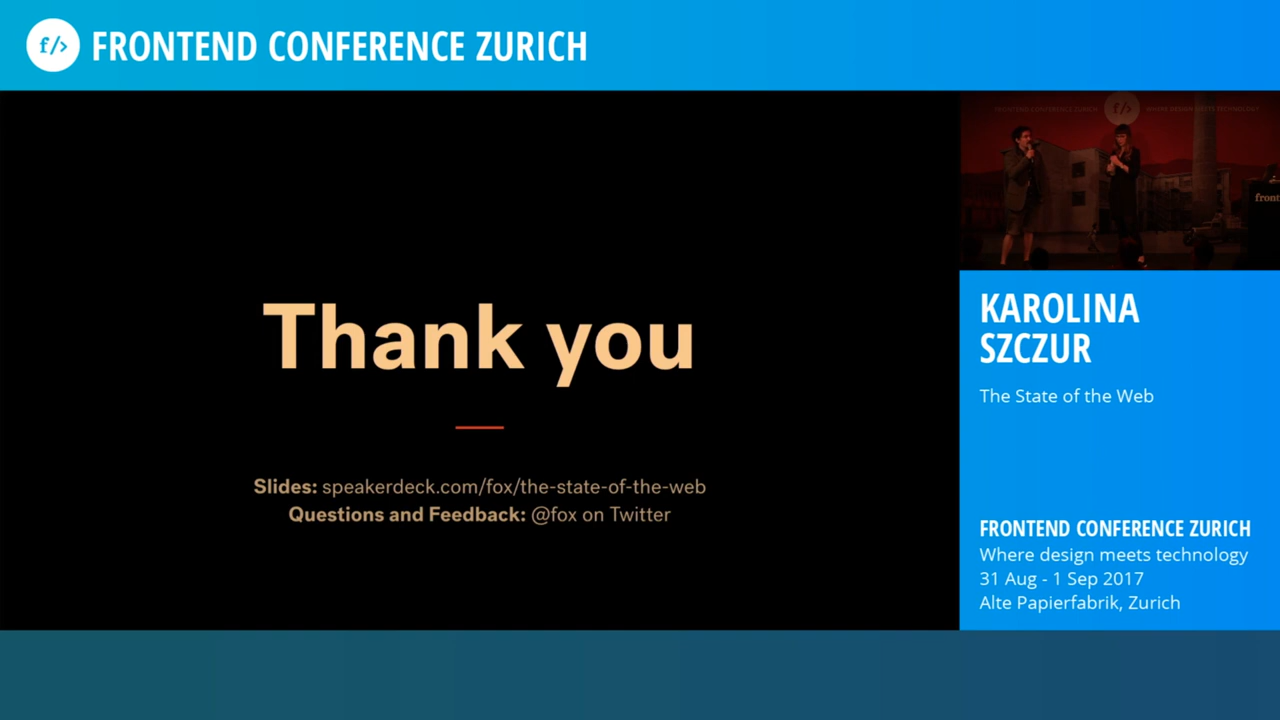 f/> FRONTEND CONFERENCE ZURICH
Thank you
Slides: speakerdeck.com/fox/the-state-of-the-web
Questions and Feedback: @fox on Twitter
f/>
front
KAROLINA
SZCZUR
The State of the Web
FRONTEND CONFERENCE ZURICH
Where design meets technology
31 Aug - 1 Sep 2017
Alte Papierfabrik, Zurich